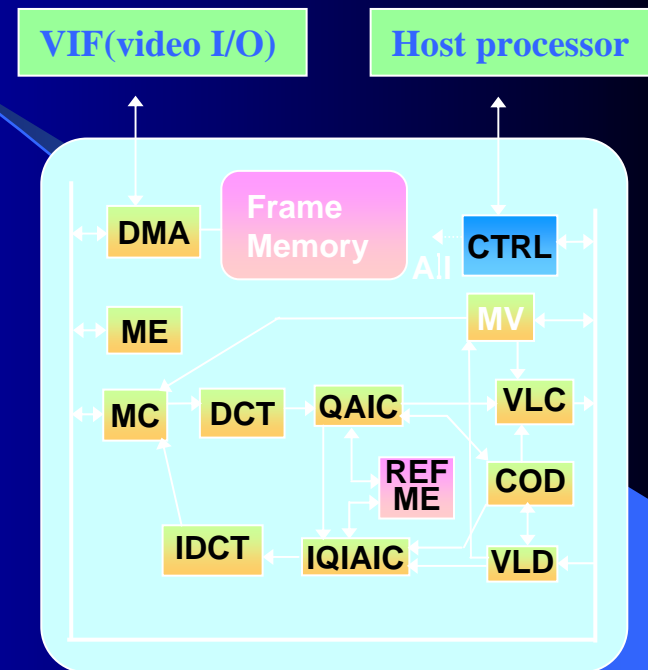 VIF(video I/O)
Host processor
Frame
Memory
DMA
CTRL
All
ME
MV
MC
DCT
QAIC
VLC
REF
ME
COD
IDCT
IQIAIC
VLD